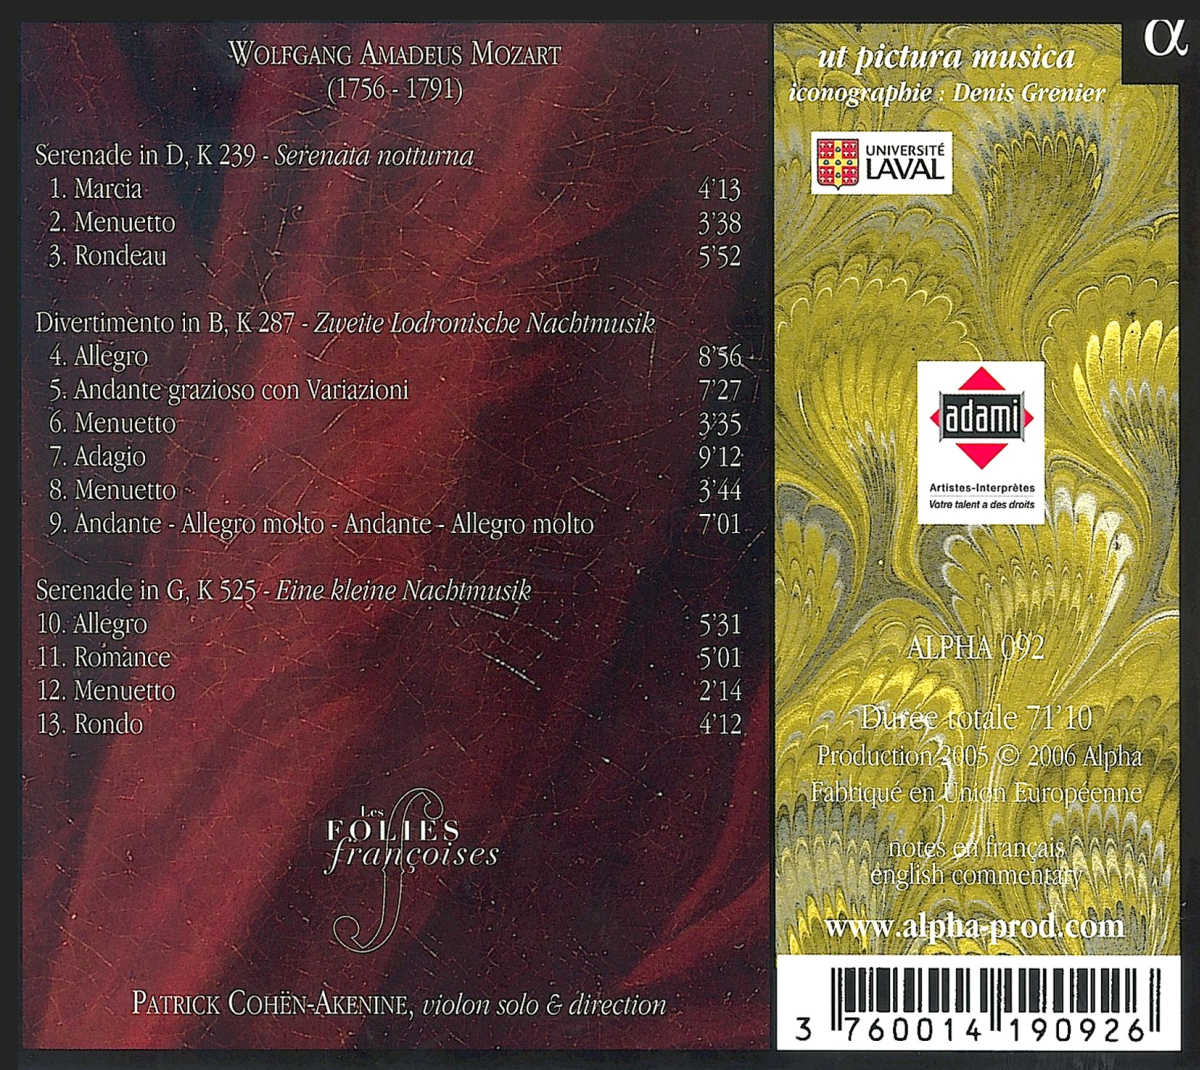 WOLFGANG AMADEUS MOZART
(1756 - 1791)
Serenade in D, K 239 - Serenata notturna
1. Marcia 4'13
2. Menuetto 3'38
3. Rondeau 5'52
Divertimento in B, K 287 - Zweite Lodronische Nachtmusik
4. Allegro 8'56
5. Andante grazioso con Variazioni 7'27
6. Menuetto 3'35
7. Adagio 9'12
8. Menuetto 3'44
9. Andante - Allegro molto - Andante - Allegro molto 7'01
Serenade in G, K 525 - Eine kleine Nachtmusik
10. Allegro 5'31
11. Romance 5'01
12. Menuetto 2'14
13. Rondo 4'12
Les
FOLIES
françoises
PATRICK COHËN-AKENINE, violon solo & direction
α
ut pictura musica
iconographie : Denis Grenier
UNIVERSITÉ
LAVAL
adami
Artistes-Interprètes
Votre talent a des droits
ALPHA 092
Durée totale 71'10
Production 2005 © 2006 Alpha
Fabriqué en Union Européenne
notes en français
english commentary
www.alpha-prod.com
3 760014 190926